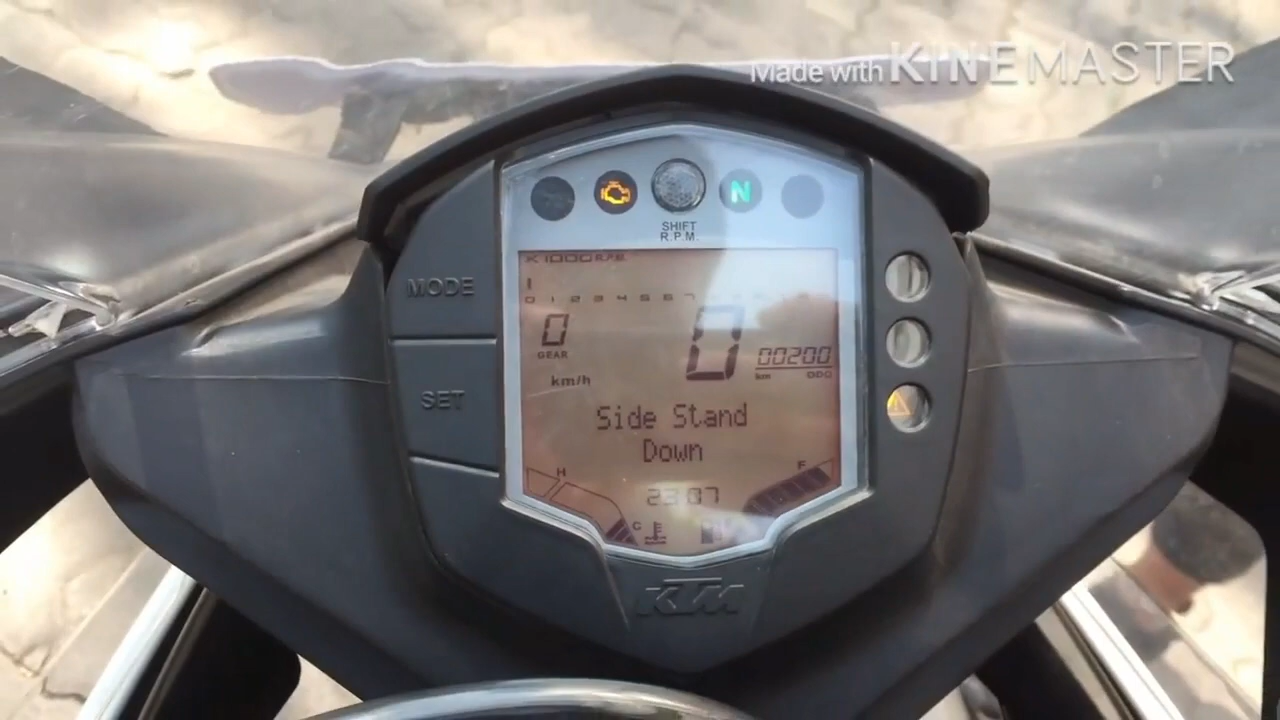 Made with KINEMASTER
N
SHIFT
R.P.M.
X1000 R.P.M.
0 1 2 3 4 5 6 7
MODE
0
GEAR
0
00200
km ODO
km/h
SET
Side Stand
Down
H
F
23:07
C
KTM